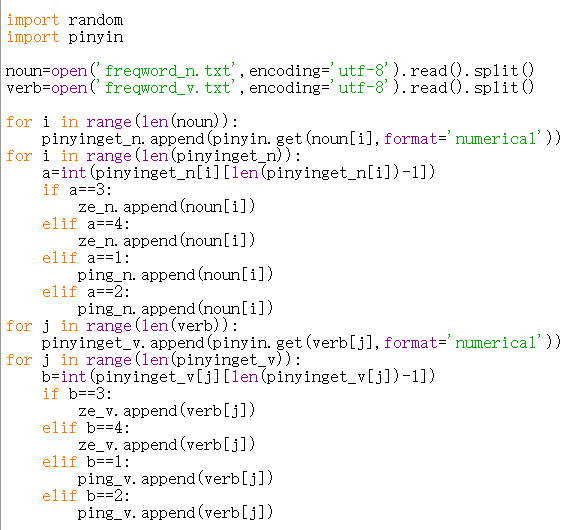 import random
import pinyin
noun=open('freqword_n.txt',encoding='utf-8').read().split()
verb=open('freqword_v.txt',encoding='utf-8').read().split()
for i in range(len(noun)):
    pinyinget_n.append(pinyin.get(noun[i],format='numerical'))
for i in range(len(pinyinget_n)):
    a=int(pinyinget_n[i][len(pinyinget_n[i])-1])
    if a==3:
        ze_n.append(noun[i])
    elif a==4:
        ze_n.append(noun[i])
    elif a==1:
        ping_n.append(noun[i])
    elif a==2:
        ping_n.append(noun[i])
for j in range(len(verb)):
    pinyinget_v.append(pinyin.get(verb[j],format='numerical'))
for j in range(len(pinyinget_v)):
    b=int(pinyinget_v[j][len(pinyinget_v[j])-1])
    if b==3:
        ze_v.append(verb[j])
    elif b==4:
        ze_v.append(verb[j])
    elif b==1:
        ping_v.append(verb[j])
    elif b==2:
        ping_v.append(verb[j])